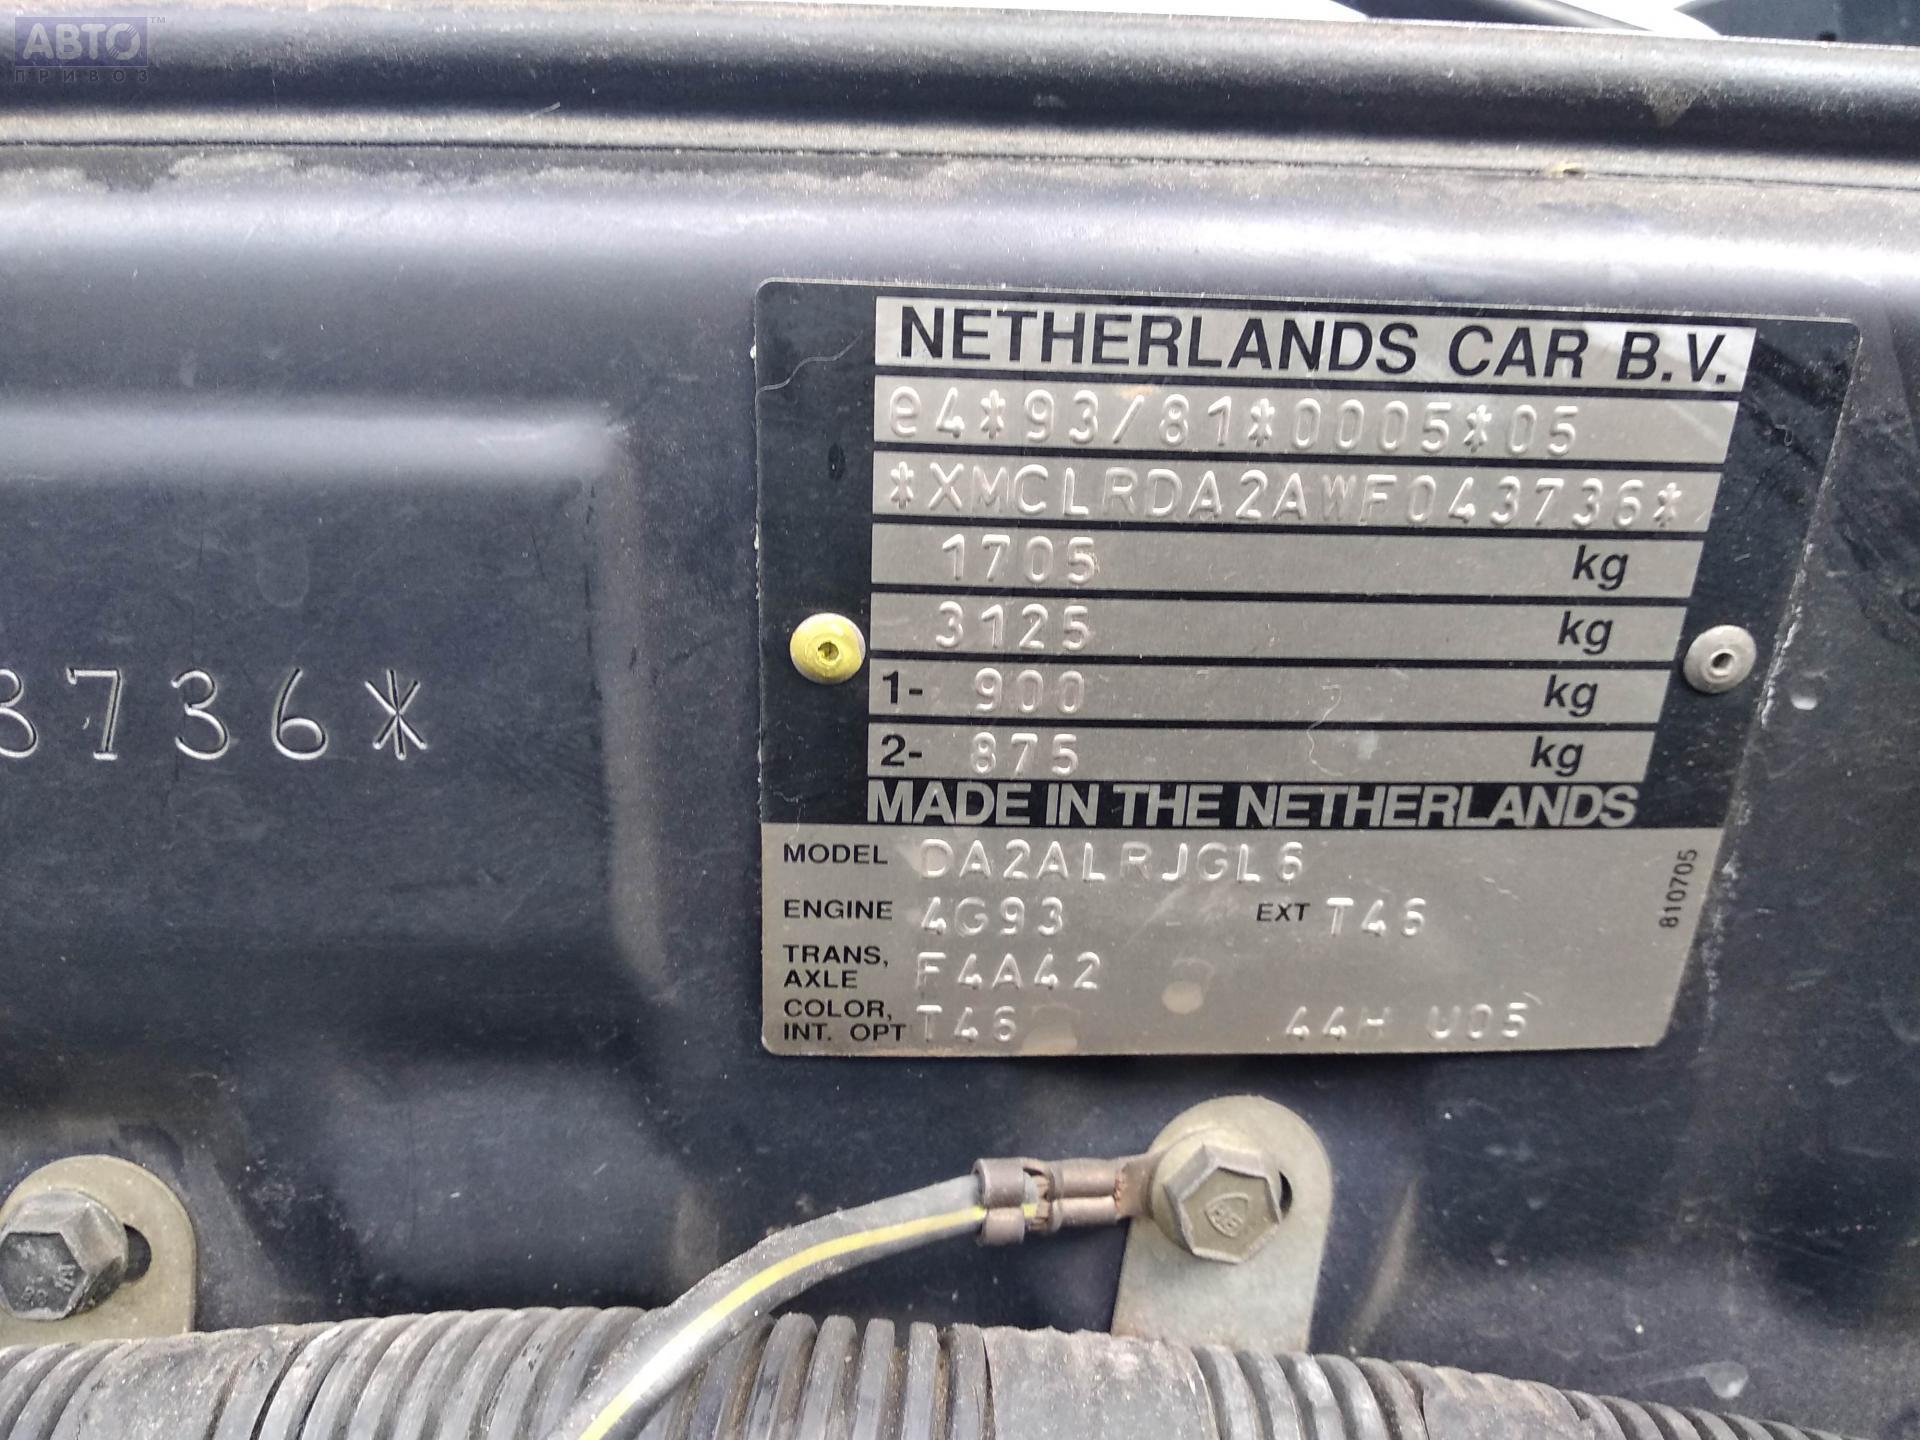 АВТО™
ПРИВОЗ
NETHERLANDS CAR B.V.
e4*93/81*0005*05
*XMCLRDA2AWF043736*
1705 kg
3125 kg
1- 900 kg
2- 875 kg
MADE IN THE NETHERLANDS
MODEL DA2ALRJGL6
ENGINE 4G93 EXT T46
TRANS,
AXLE F4A42
COLOR,
INT. OPT T46 44H U05
810705
3736*